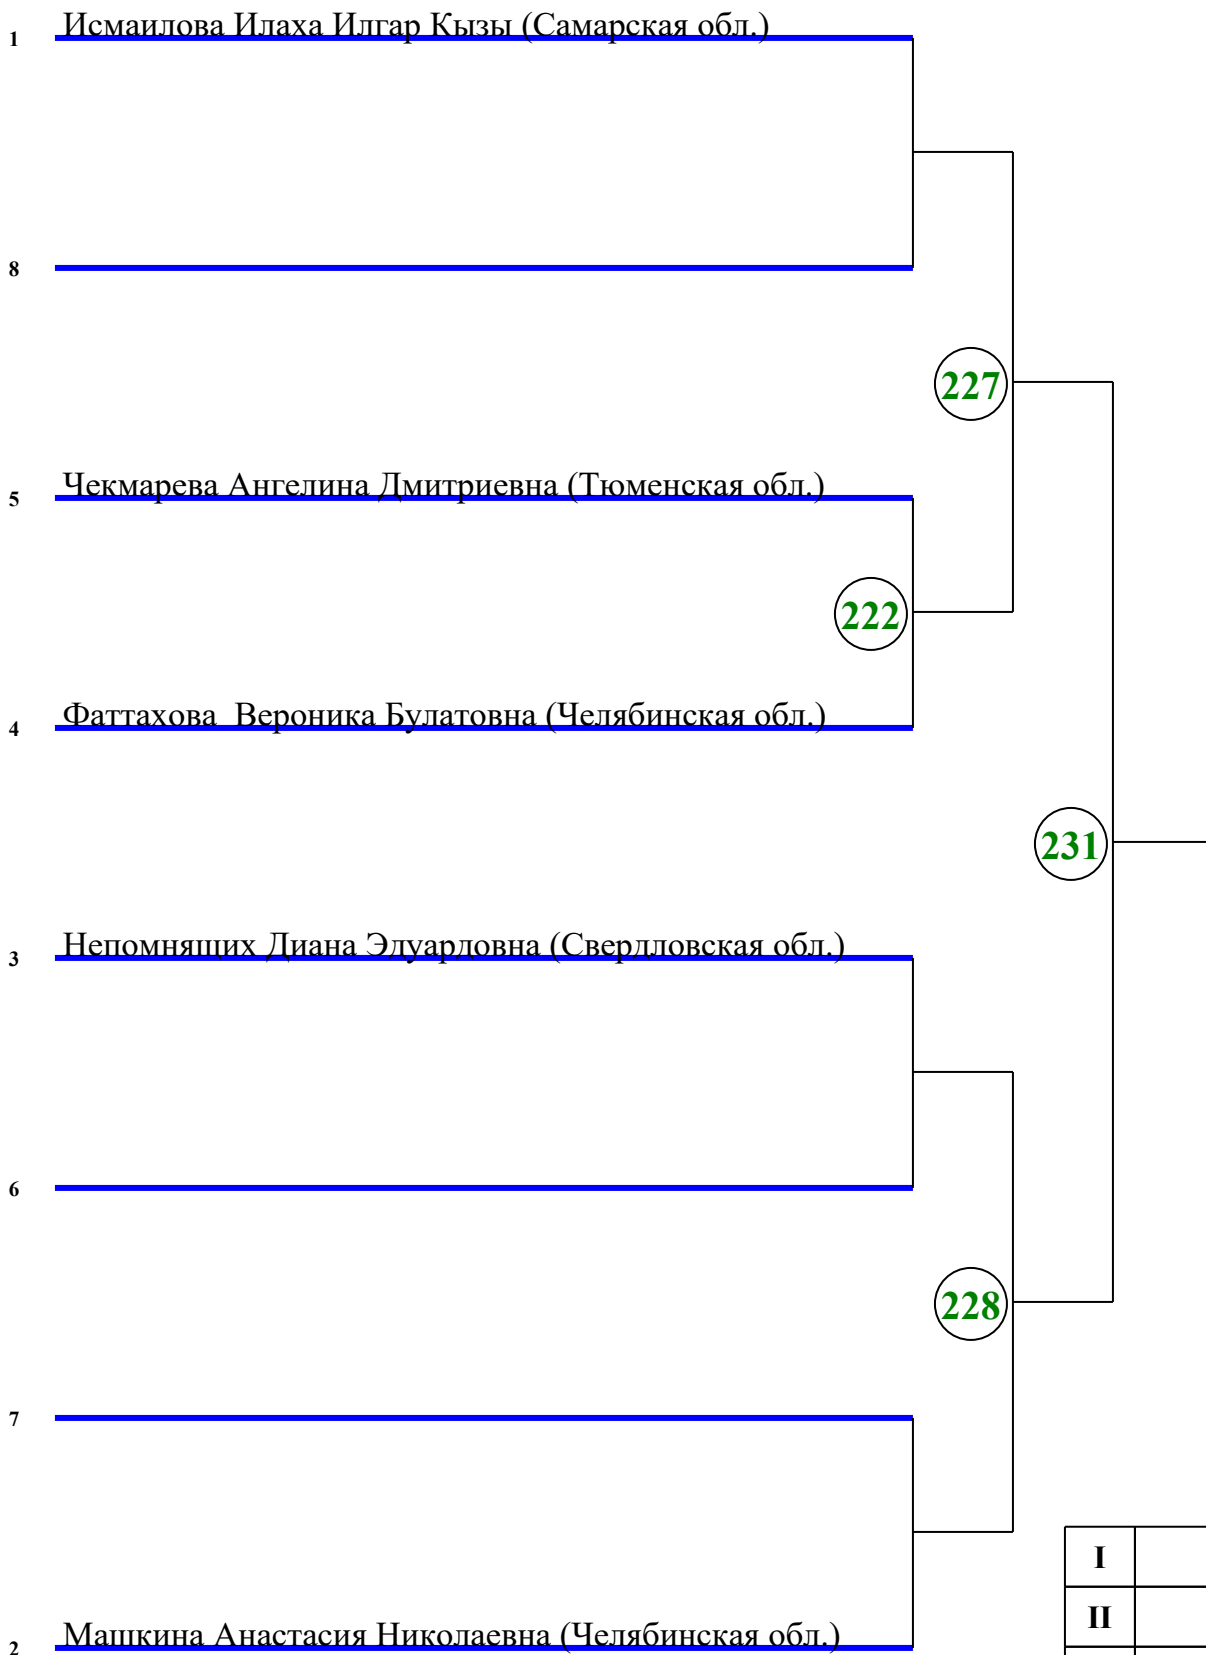 1 Исмаилова Илаха Илгар Кызы (Самарская обл.)
8
227
5 Чекмарева Ангелина Дмитриевна (Тюменская обл.)
222
4 Фаттахова  Вероника Булатовна (Челябинская обл.)
231
3 Непомнящих Диана Эдуардовна (Свердловская обл.)
6
228
7
I
II
2 Машкина Анастасия Николаевна (Челябинская обл.)